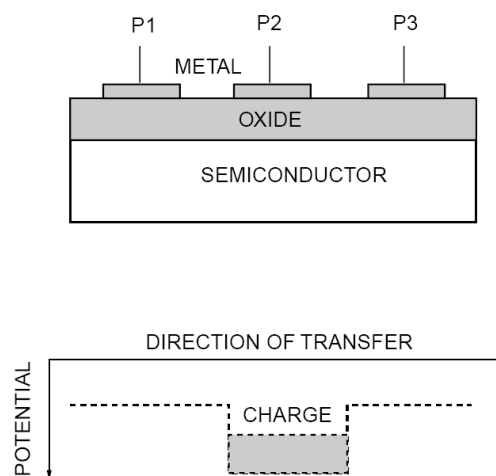 P1 P2 P3
METAL
OXIDE
SEMICONDUCTOR
DIRECTION OF TRANSFER
POTENTIAL
CHARGE